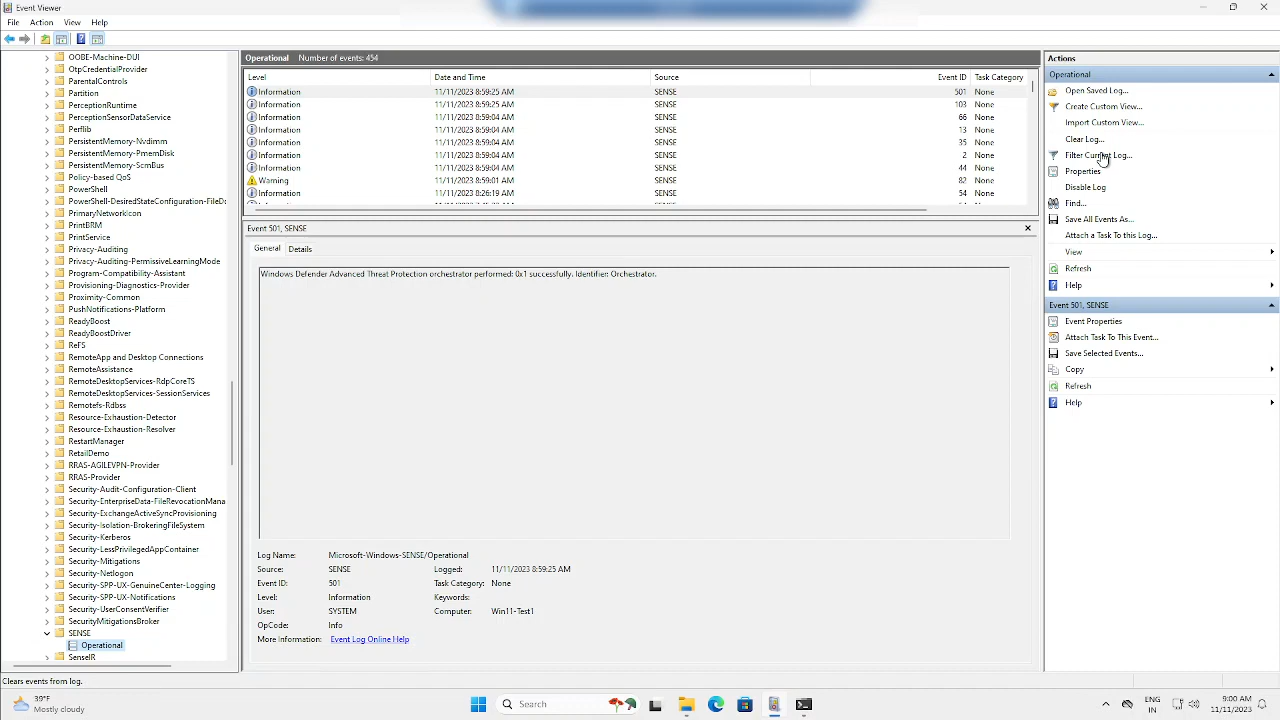 Event Viewer
File Action View Help
OOBE-Machine-DUI
OtpCredentialProvider
ParentalControls
Partition
PerceptionRuntime
PerceptionSensorDataService
Perflib
PersistentMemory-Nvdimm
PersistentMemory-PmemDisk
PersistentMemory-ScmBus
Policy-based QoS
PowerShell
PowerShell-DesiredStateConfiguration-FileDo
PrimaryNetworkIcon
PrintBRM
PrintService
Privacy-Auditing
Privacy-Auditing-PermissiveLearningMode
Program-Compatibility-Assistant
Provisioning-Diagnostics-Provider
Proximity-Common
PushNotifications-Platform
ReadyBoost
ReadyBoostDriver
ReFS
RemoteApp and Desktop Connections
RemoteAssistance
RemoteDesktopServices-RdpCoreTS
RemoteDesktopServices-SessionServices
Remotefs-Rdbss
Resource-Exhaustion-Detector
Resource-Exhaustion-Resolver
RestartManager
RetailDemo
RRAS-AGILEVPN-Provider
RRAS-Provider
Security-Audit-Configuration-Client
Security-EnterpriseData-FileRevocationMana
Security-ExchangeActiveSyncProvisioning
Security-Isolation-BrokeringFileSystem
Security-Kerberos
Security-LessPrivilegedAppContainer
Security-Mitigations
Security-Netlogon
Security-SPP-UX-GenuineCenter-Logging
Security-SPP-UX-Notifications
Security-UserConsentVerifier
SecurityMitigationsBroker
SENSE
Operational
SenseIR
Operational Number of events: 454
Level Date and Time Source Event ID Task Category
Information 11/11/2023 8:59:25 AM SENSE 501 None
Information 11/11/2023 8:59:25 AM SENSE 103 None
Information 11/11/2023 8:59:04 AM SENSE 66 None
Information 11/11/2023 8:59:04 AM SENSE 13 None
Information 11/11/2023 8:59:04 AM SENSE 35 None
Information 11/11/2023 8:59:04 AM SENSE 2 None
Information 11/11/2023 8:59:04 AM SENSE 44 None
Warning 11/11/2023 8:59:01 AM SENSE 82 None
Information 11/11/2023 8:26:19 AM SENSE 54 None
Event 501, SENSE
General Details
Windows Defender Advanced Threat Protection orchestrator performed: 0x1 successfully. Identifier: Orchestrator.
Log Name: Microsoft-Windows-SENSE/Operational
Source: SENSE Logged: 11/11/2023 8:59:25 AM
Event ID: 501 Task Category: None
Level: Information Keywords:
User: SYSTEM Computer: Win11-Test1
OpCode: Info
More Information: Event Log Online Help
Actions
Operational
Open Saved Log...
Create Custom View...
Import Custom View...
Clear Log...
Filter Current Log...
Properties
Disable Log
Find...
Save All Events As...
Attach a Task To this Log...
View
Refresh
Help
Event 501, SENSE
Event Properties
Attach Task To This Event...
Save Selected Events...
Copy
Refresh
Help
Clears events from log.
39°F
Mostly cloudy
Search
ENG
IN
9:00 AM
11/11/2023